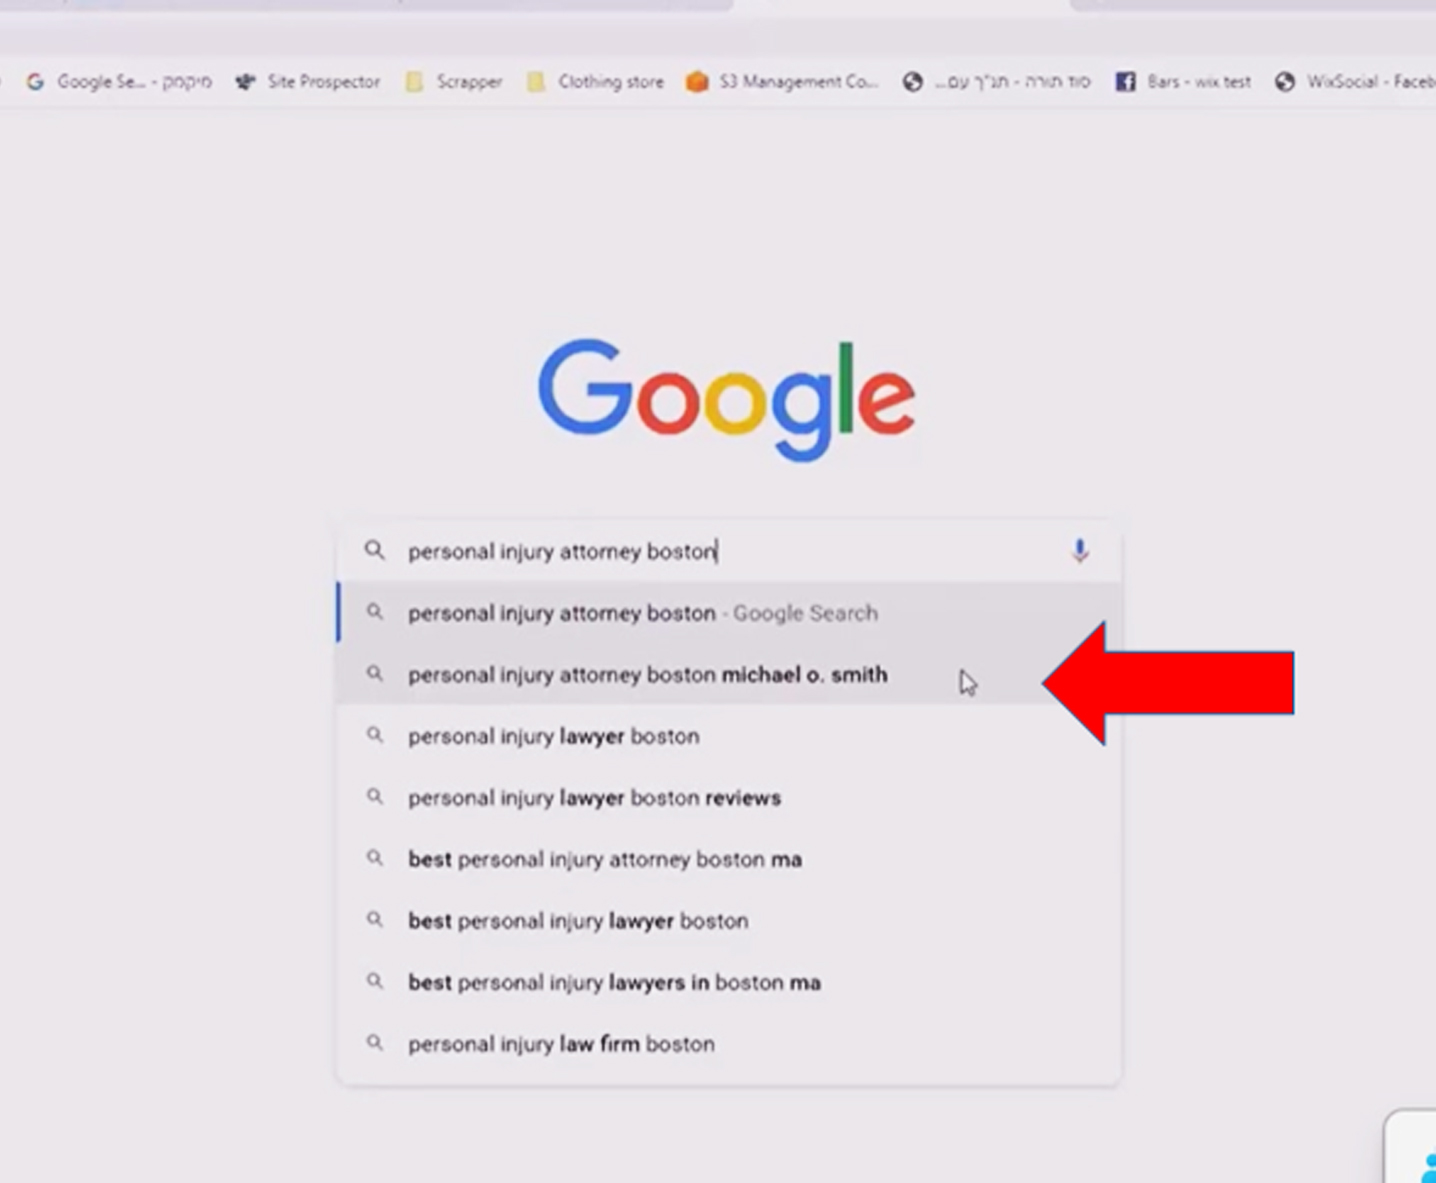 Google Se... - מיקמק Site Prospector Scrapper Clothing store S3 Management Co... סוד תורה - תנ"ך עם... Bars - wix test WixSocial - Faceb
Google
personal injury attorney boston
personal injury attorney boston - Google Search
personal injury attorney boston michael o. smith
personal injury lawyer boston
personal injury lawyer boston reviews
best personal injury attorney boston ma
best personal injury lawyer boston
best personal injury lawyers in boston ma
personal injury law firm boston